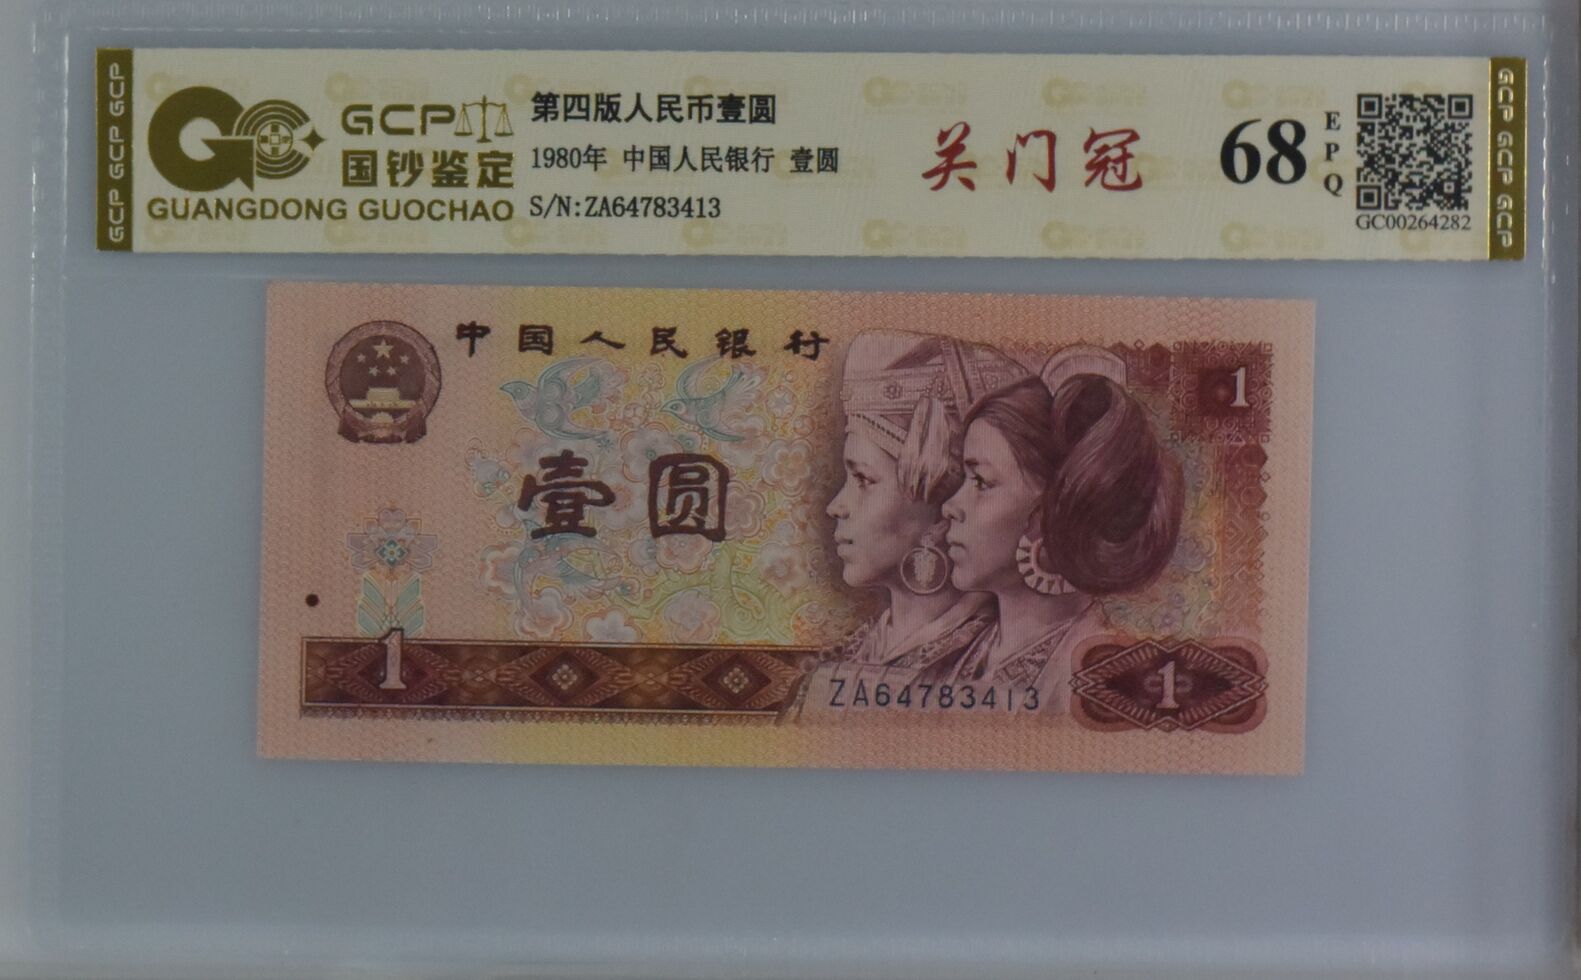 GCP GCP GCP
GCP
国钞鉴定
GUANGDONG GUOCHAO
第四版人民币壹圆
1980年 中国人民银行 壹圆
S/N:ZA64783413
关门冠
68
EPQ
GC00264282
GCP GCP GCP
中国人民银行
1
壹圆
1
ZA64783413
1